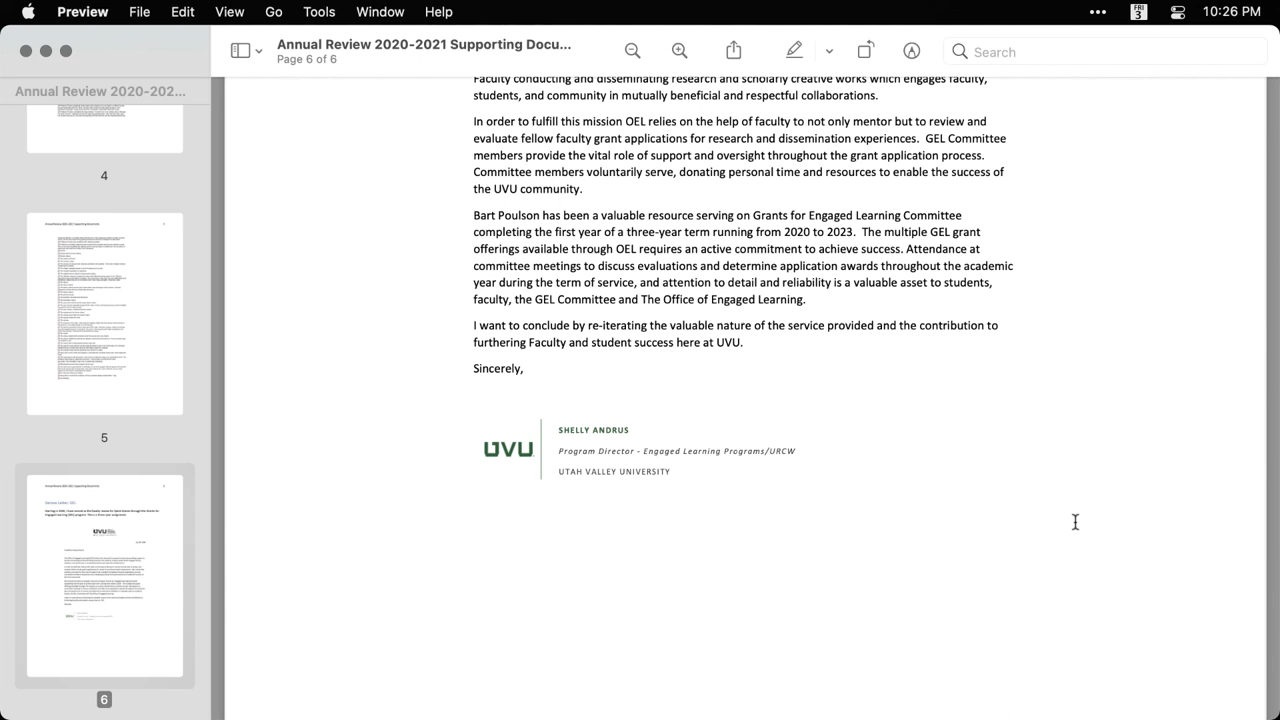 Preview File Edit View Go Tools Window Help ••• FRI 3 10:26 PM
Annual Review 2020-2021 Supporting Docu...
Page 6 of 6
Search
Annual Review 2020-202...
4
5
6
Faculty conducting and disseminating research and scholarly creative works which engages faculty,
students, and community in mutually beneficial and respectful collaborations.
In order to fulfill this mission OEL relies on the help of faculty to not only mentor but to review and
evaluate fellow faculty grant applications for research and dissemination experiences.  GEL Committee
members provide the vital role of support and oversight throughout the grant application process.
Committee members voluntarily serve, donating personal time and resources to enable the success of
the UVU community.
Bart Poulson has been a valuable resource serving on Grants for Engaged Learning Committee
completing the first year of a three-year term running from 2020 to 2023.  The multiple GEL grant
offerings available through OEL requires an active commitment to achieve success. Attendance at
committee meetings to discuss evaluations and determine application awards throughout the academic
year during the term of service, and attention to detail and reliability is a valuable asset to students,
faculty, the GEL Committee and The Office of Engaged Learning.
I want to conclude by re-iterating the valuable nature of the service provided and the contribution to
furthering Faculty and student success here at UVU.
Sincerely,
UVU
SHELLY ANDRUS
Program Director - Engaged Learning Programs/URCW
UTAH VALLEY UNIVERSITY